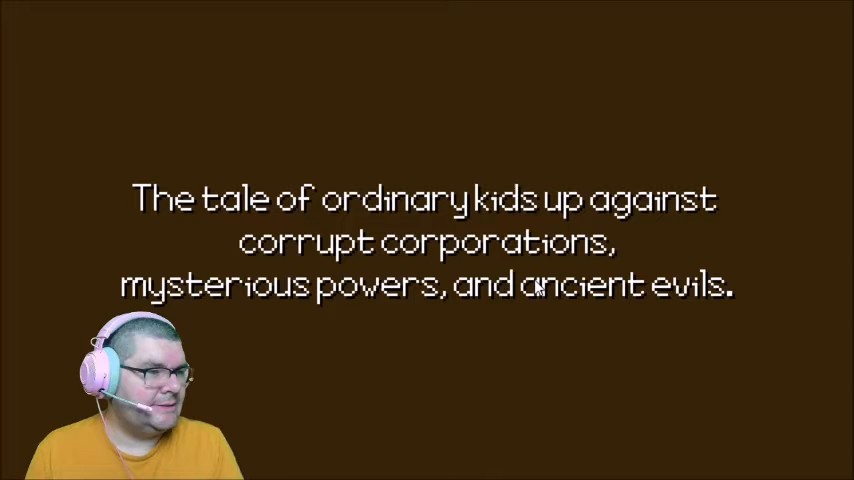 The tale of ordinary kids up against
corrupt corporations,
mysterious powers, and ancient evils.